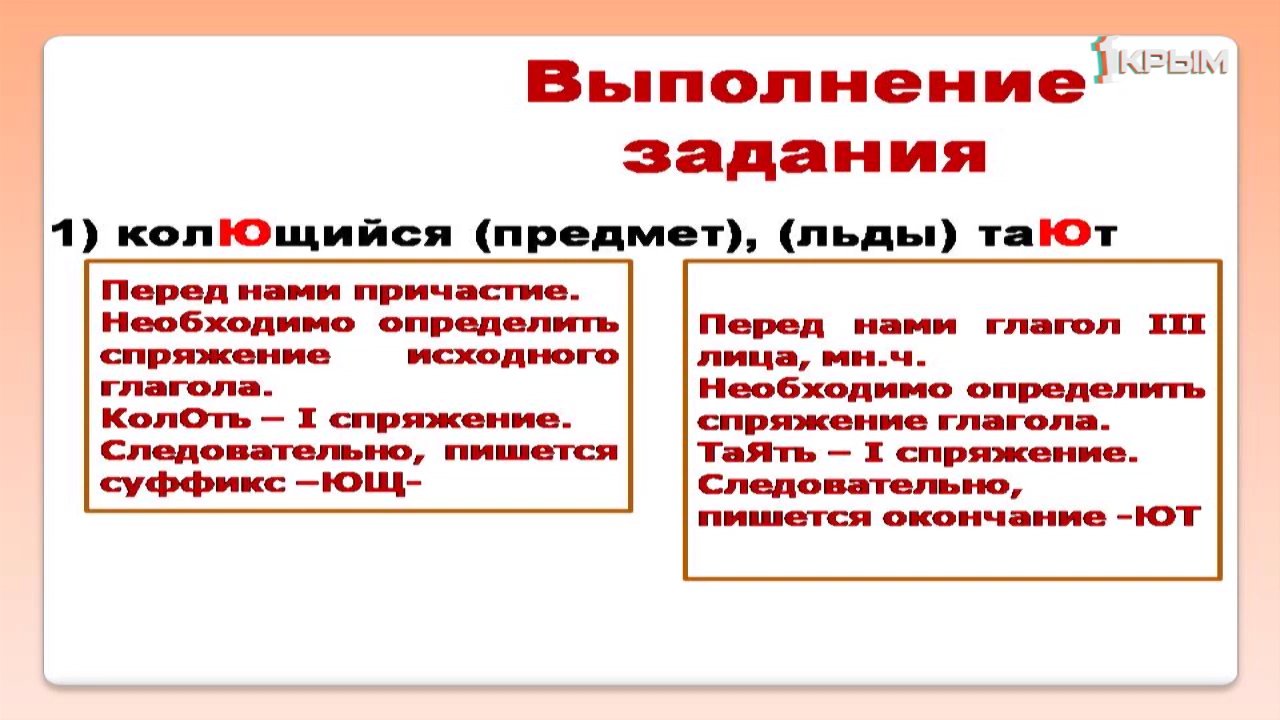 1КРЫМ
Выполнение
задания
1) колЮщийся (предмет), (льды) таЮт
Перед нами причастие.
Необходимо определить
спряжение исходного
глагола.
КолОть – I спряжение.
Следовательно, пишется
суффикс –ЮЩ-
Перед нами глагол III
лица, мн.ч.
Необходимо определить
спряжение глагола.
ТаЯть – I спряжение.
Следовательно,
пишется окончание -ЮТ